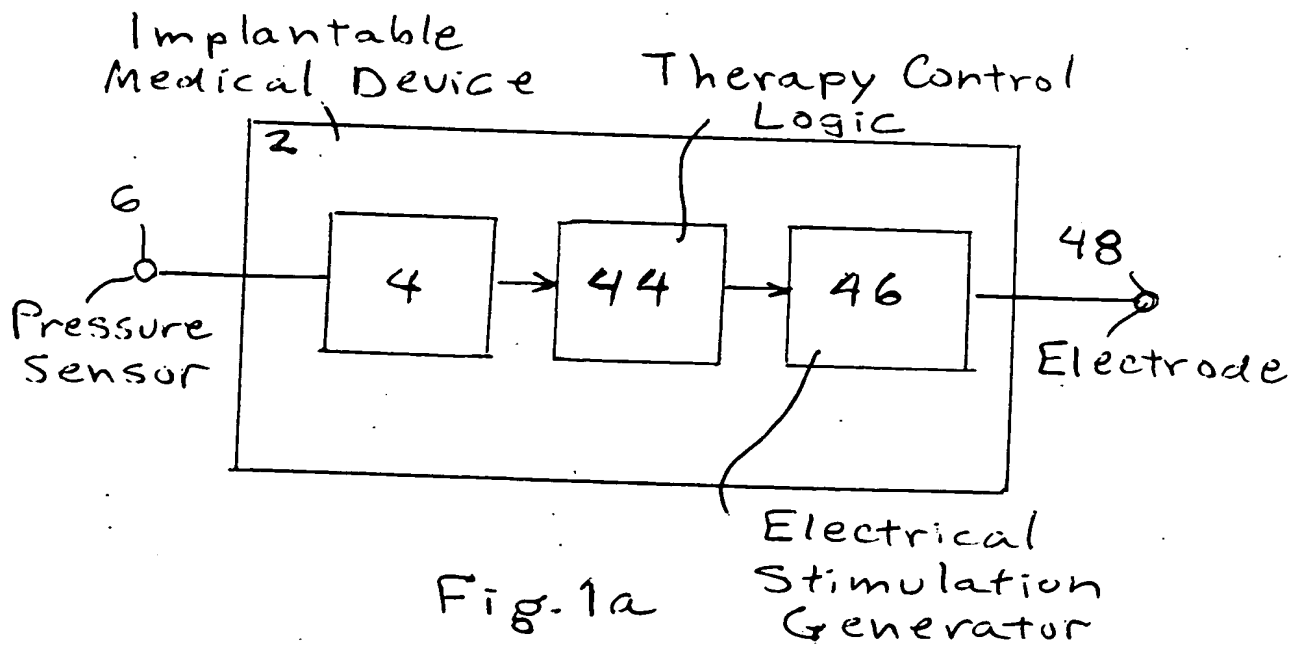 Implantable
Medical Device
Therapy Control
Logic
2
6
48
4
44
46
Pressure
Sensor
Electrode
Electrical
Stimulation
Generator
Fig. 1a